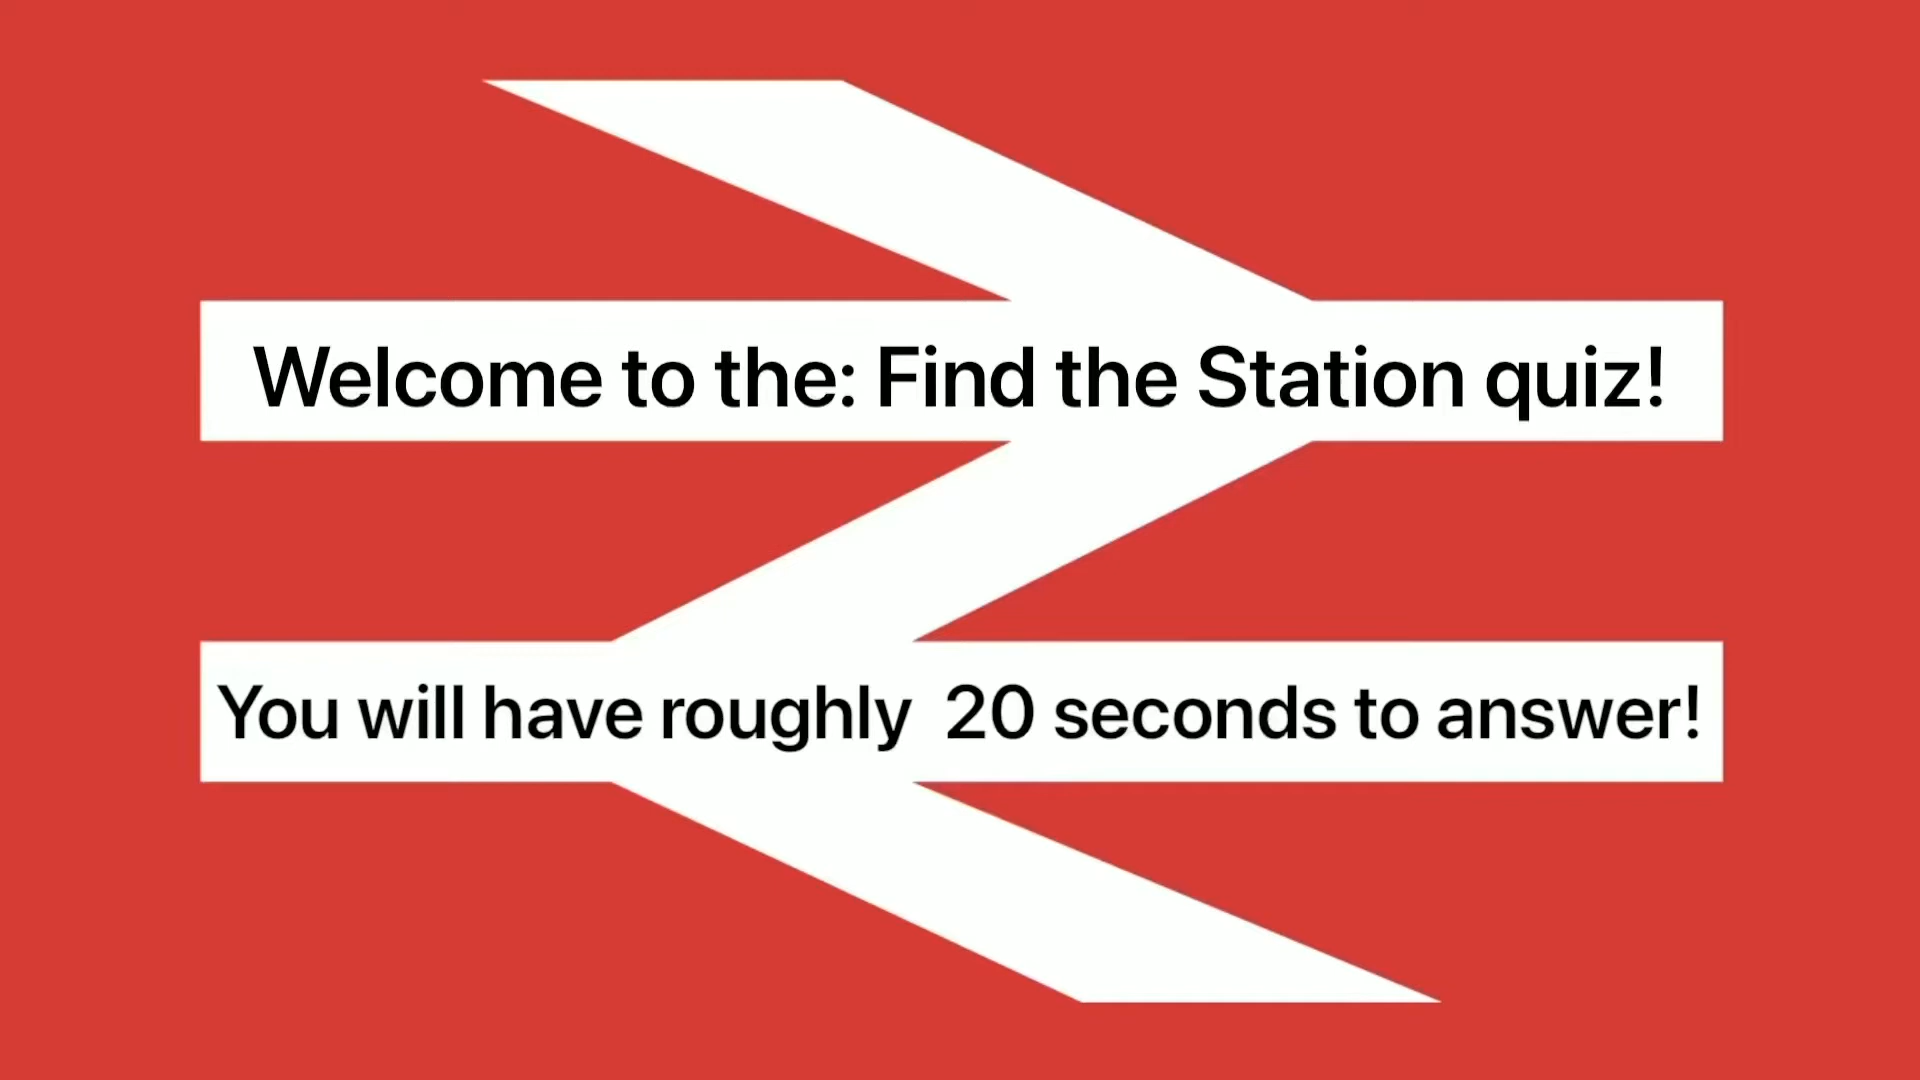 Welcome to the: Find the Station quiz!
You will have roughly 20 seconds to answer!